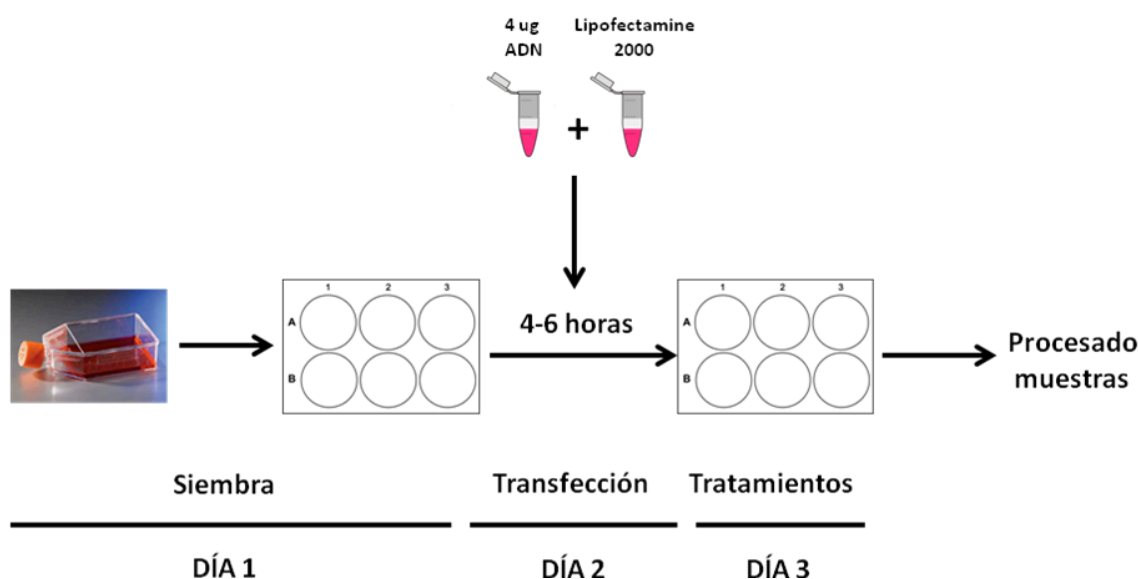 4 ug
ADN
Lipofectamine
2000
+
1 2 3
A
B
4-6 horas
1 2 3
A
B
Procesado
muestras
Siembra
Transfección
Tratamientos
DÍA 1
DÍA 2
DÍA 3